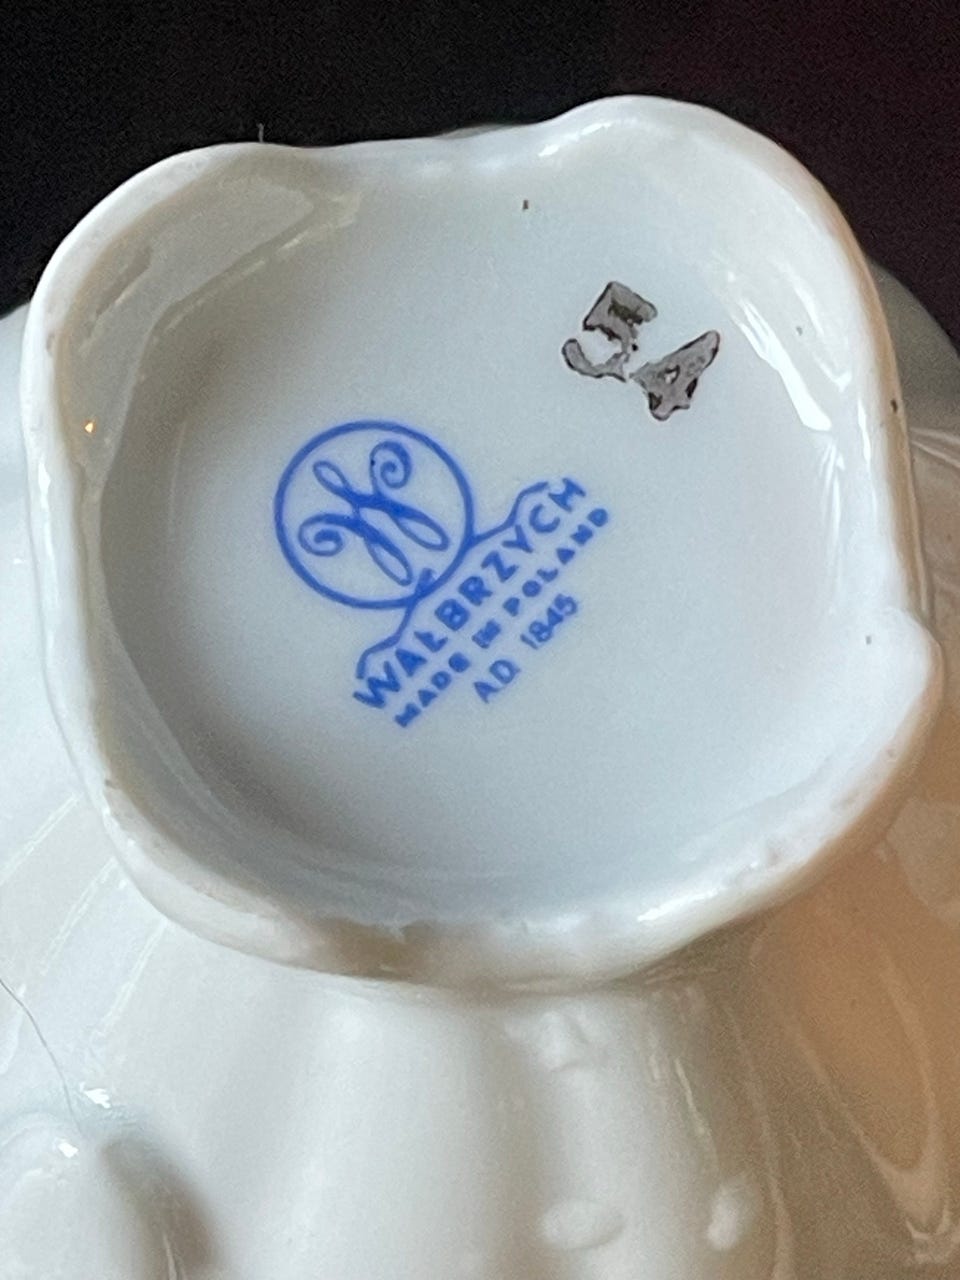 54
W
WAŁBRZYCH
MADE IN POLAND
AD 1845